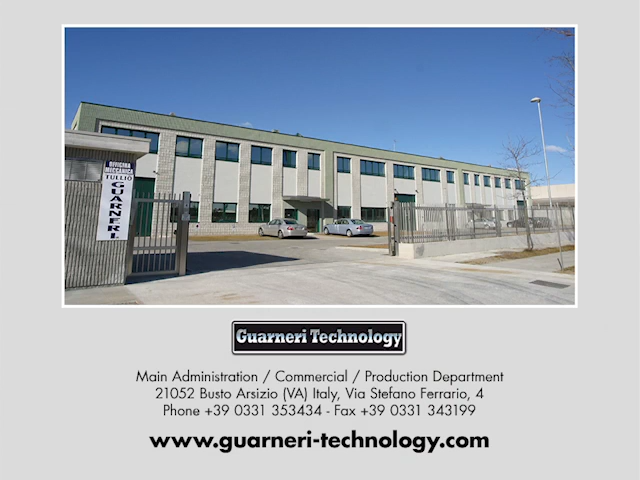 OFFICINA
MECCANICA
TULLIO
GUARNERI
Guarneri Technology
Main Administration / Commercial / Production Department
21052 Busto Arsizio (VA) Italy, Via Stefano Ferrario, 4
Phone +39 0331 353434 - Fax +39 0331 343199
www.guarneri-technology.com